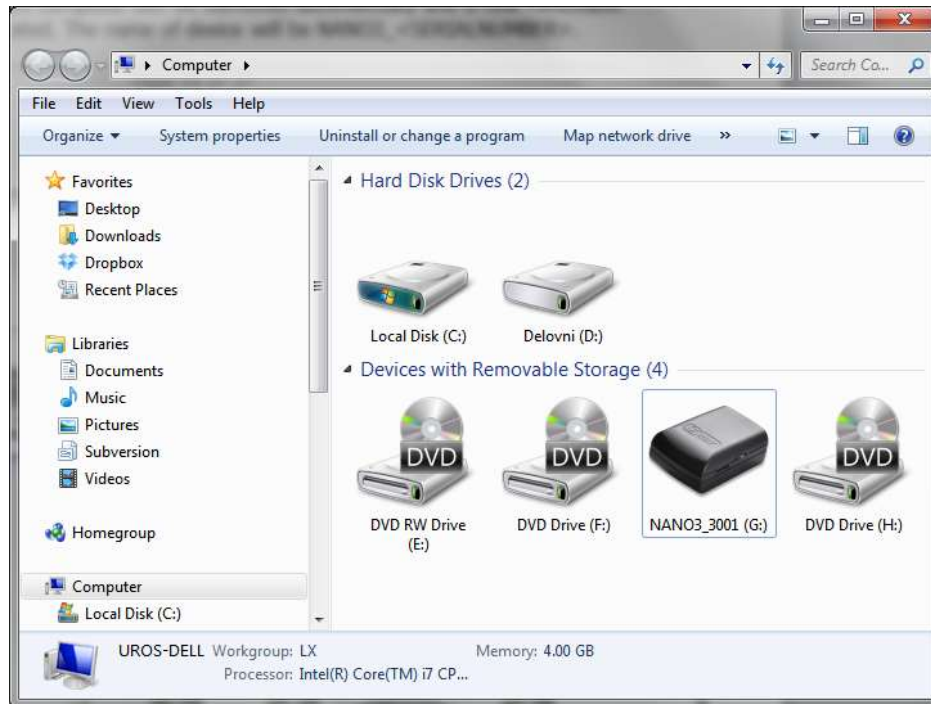 Computer
Search Co...
File Edit View Tools Help
Organize System properties Uninstall or change a program Map network drive »
Favorites
Desktop
Downloads
Dropbox
Recent Places
Libraries
Documents
Music
Pictures
Subversion
Videos
Homegroup
Computer
Local Disk (C:)
Hard Disk Drives (2)
Local Disk (C:) Delovni (D:)
Devices with Removable Storage (4)
DVD DVD DVD
DVD RW Drive (E:)
DVD Drive (F:)
NANO3_3001 (G:)
DVD Drive (H:)
UROS-DELL Workgroup: LX Memory: 4.00 GB
Processor: Intel(R) Core(TM) i7 CP...